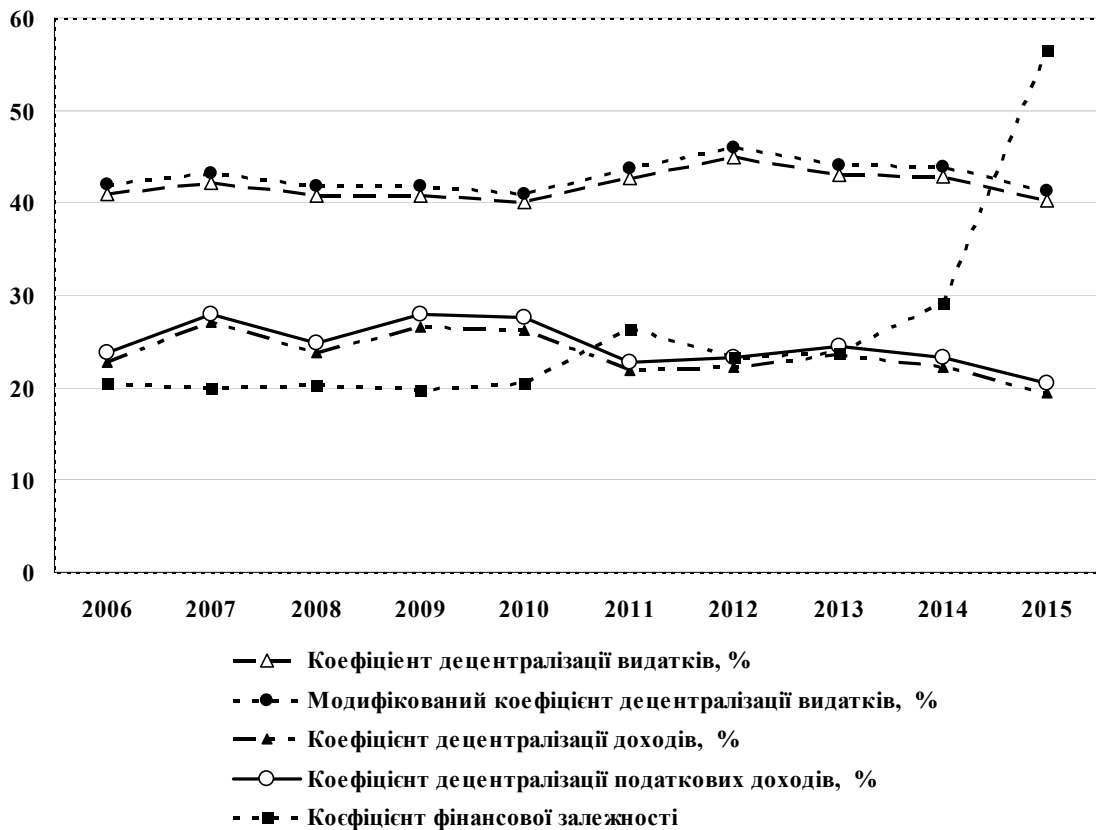 60
50
40
30
20
10
0
2006 2007 2008 2009 2010 2011 2012 2013 2014 2015
Коефіцієнт децентралізації видатків, %
Модифікований коефіцієнт децентралізації видатків, %
Коефіцієнт децентралізації доходів, %
Коефіцієнт децентралізації податкових доходів, %
Коєфіцієнт фінансової залежності